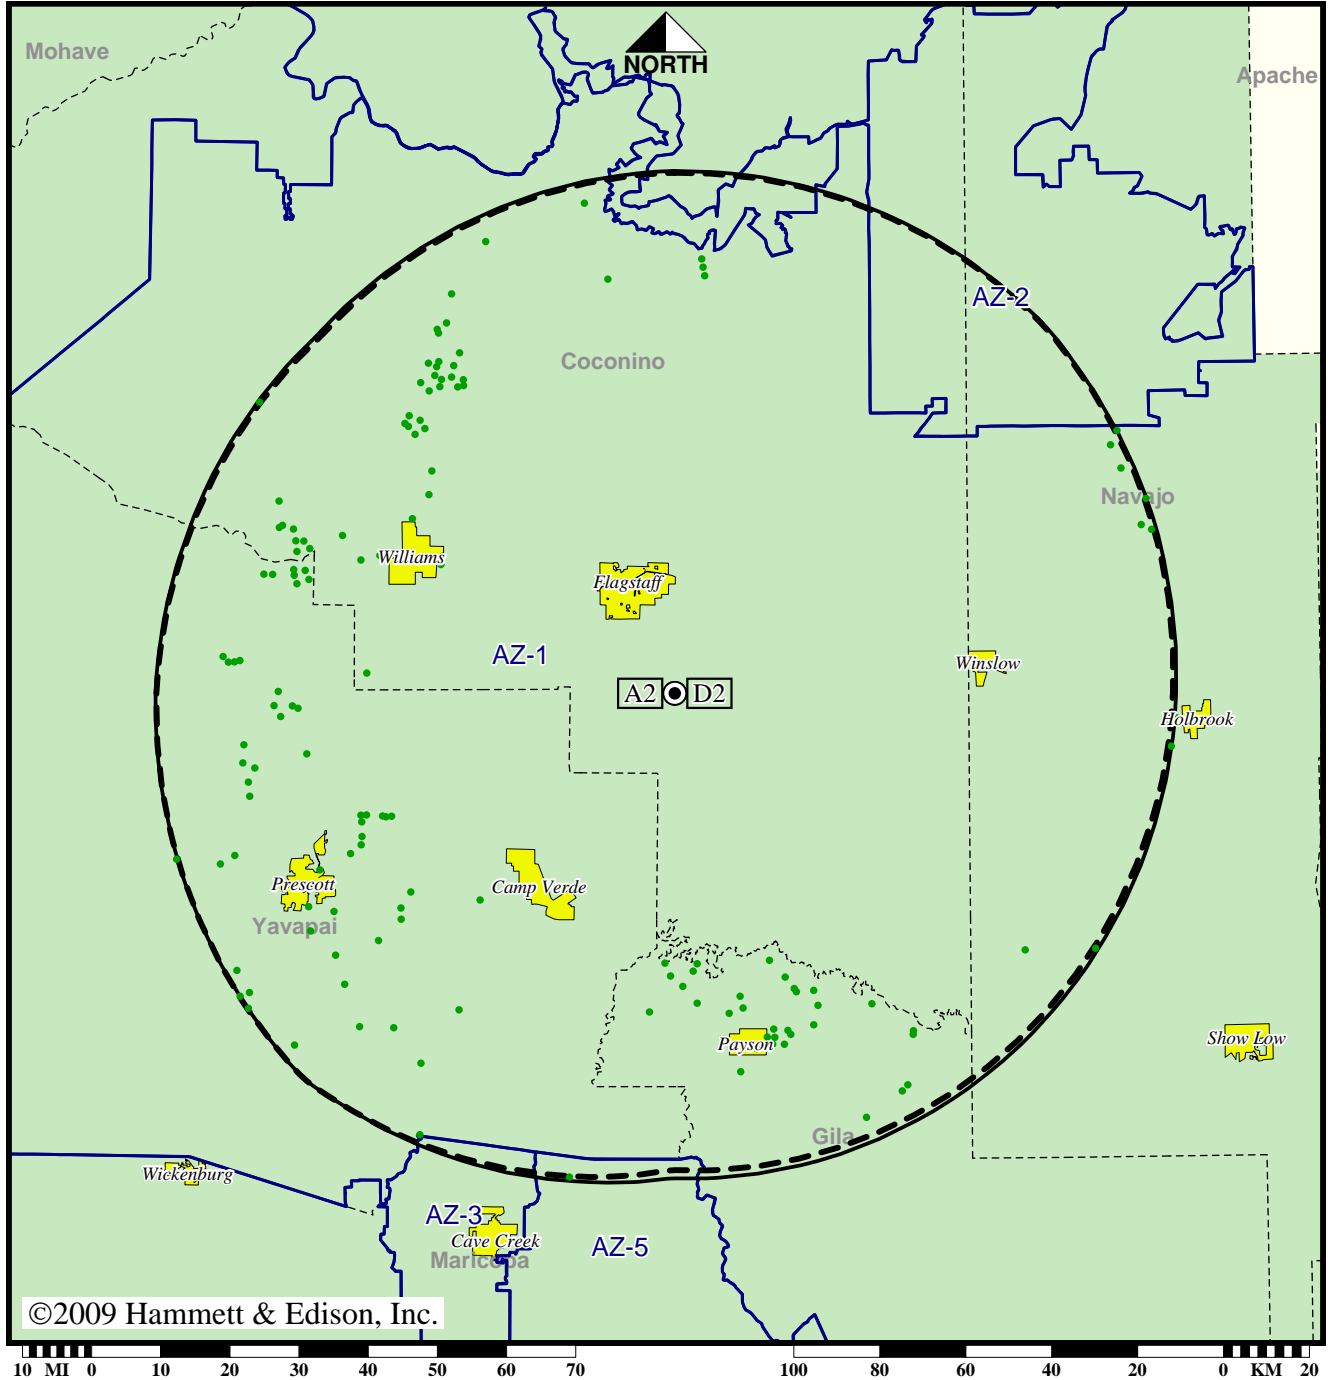 Mohave
NORTH
Apache
AZ-2
Coconino
Navajo
Williams
Flagstaff
AZ-1
Winslow
A2 D2
Holbrook
Prescott
Camp Verde
Yavapai
Payson
Show Low
Gila
Wickenburg
AZ-3
Cave Creek
AZ-5
Maricopa
©2009 Hammett & Edison, Inc.
10 MI 0 10 20 30 40 50 60 70 100 80 60 40 20 0 KM 20